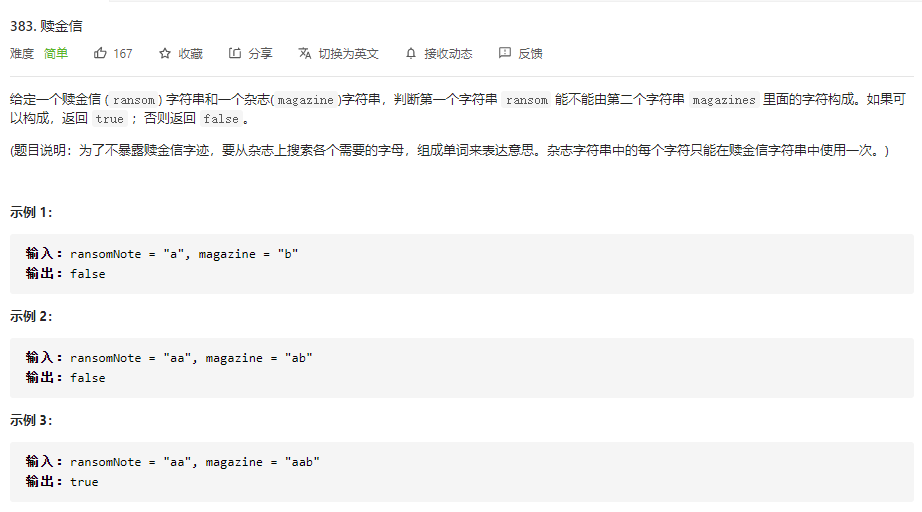 383. 赎金信
难度 简单 167 收藏 分享 切换为英文 接收动态 反馈
给定一个赎金信 (ransom) 字符串和一个杂志(magazine)字符串，判断第一个字符串 ransom 能不能由第二个字符串 magazines 里面的字符构成。如果可
以构成，返回 true ；否则返回 false。
(题目说明：为了不暴露赎金信字迹，要从杂志上搜索各个需要的字母，组成单词来表达意思。杂志字符串中的每个字符只能在赎金信字符串中使用一次。)
示例 1：
输入：ransomNote = "a", magazine = "b"
输出：false
示例 2：
输入：ransomNote = "aa", magazine = "ab"
输出：false
示例 3：
输入：ransomNote = "aa", magazine = "aab"
输出：true